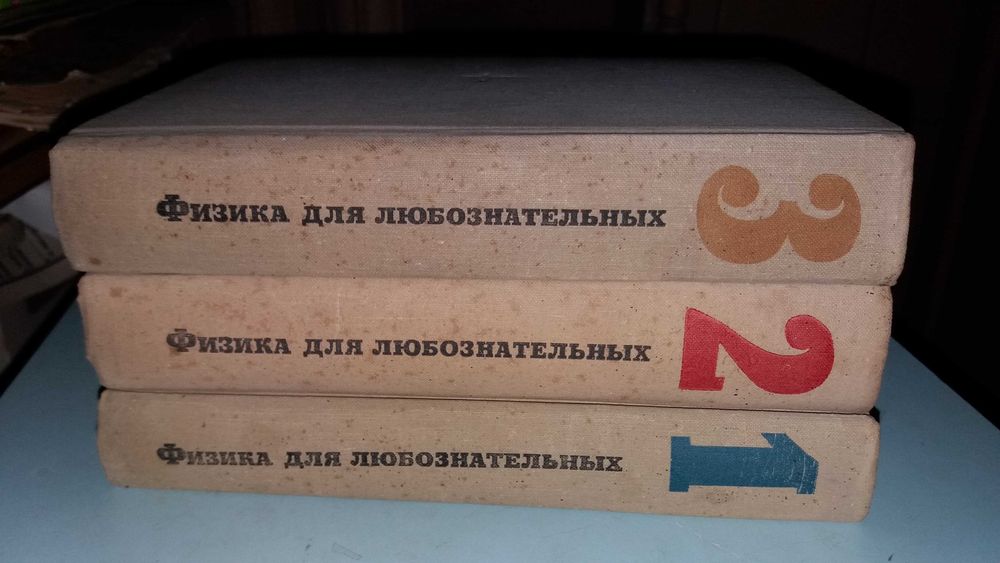 Физика для любознательных 3
Физика для любознательных 2
Физика для любознательных 1